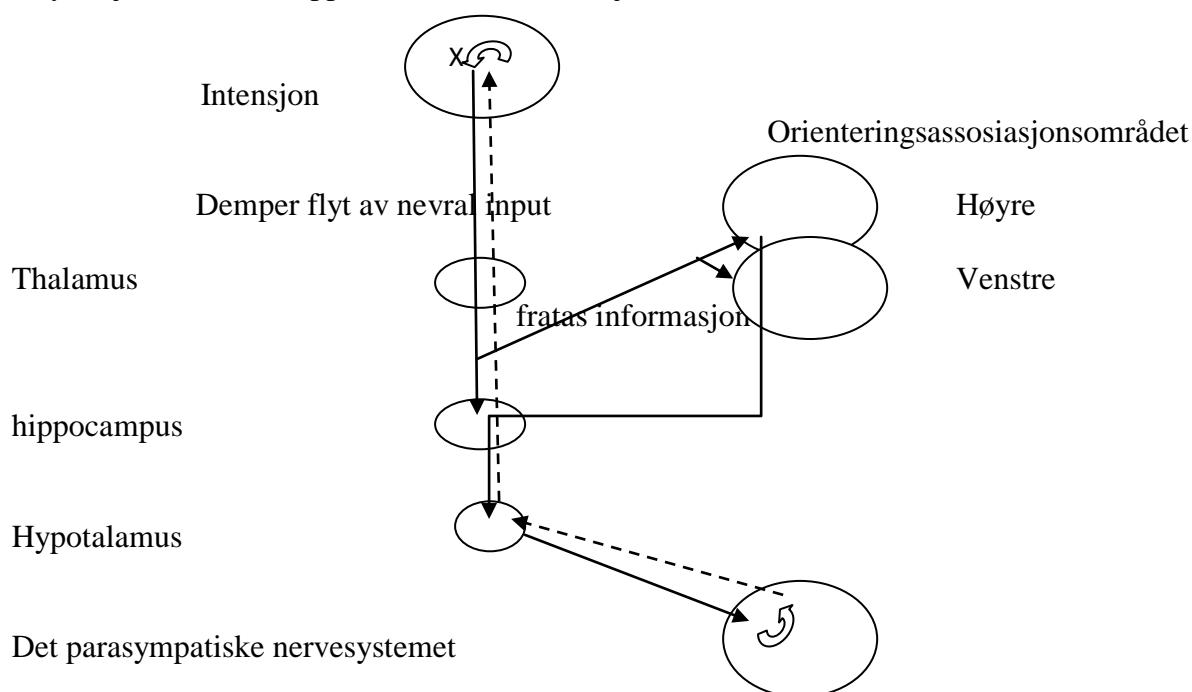 X
Intensjon
Orienteringsassosiasjonsområdet
Demper flyt av nevral input
Høyre
Thalamus
Venstre
fratas informasjon
hippocampus
Hypotalamus
Det parasympatiske nervesystemet